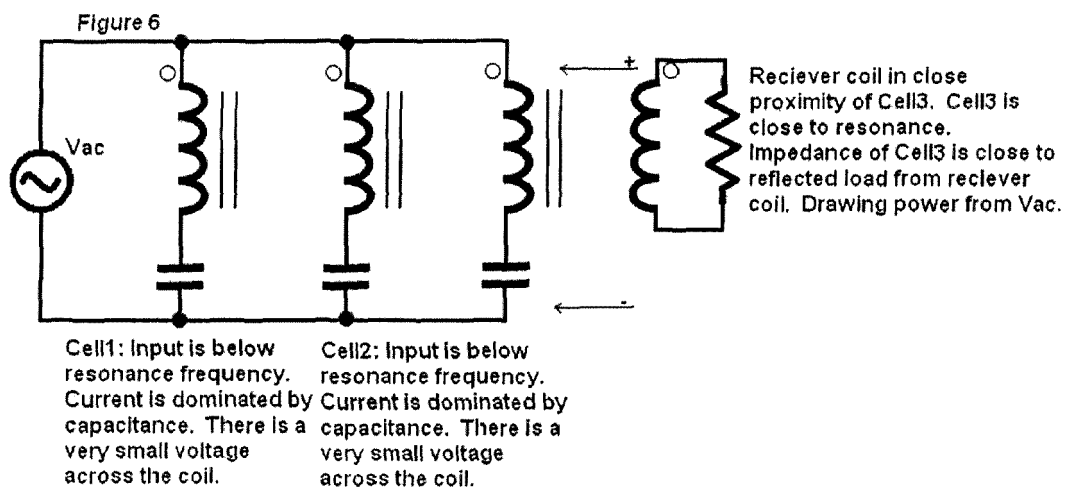 Figure 6
Vac
+
Reciever coil in close
proximity of Cell3. Cell3 is
close to resonance.
Impedance of Cell3 is close to
reflected load from reciever
coil. Drawing power from Vac.
-
Cell1: Input is below
resonance frequency.
Current is dominated by
capacitance. There is a
very small voltage
across the coil.
Cell2: Input is below
resonance frequency.
Current is dominated by
capacitance. There is a
very small voltage
across the coil.